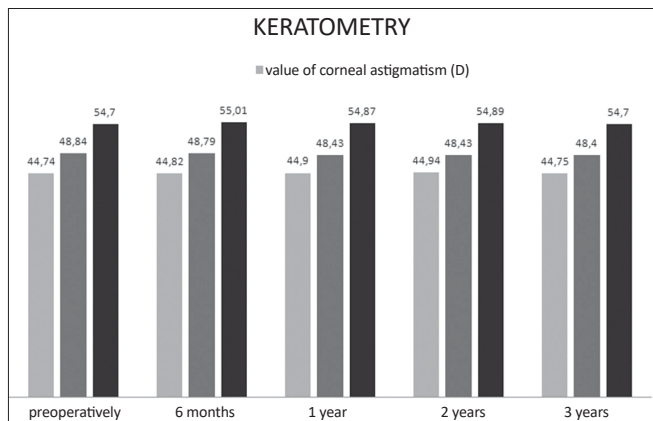 KERATOMETRY
value of corneal astigmatism (D)
44,74 48,84 54,7 44,82 48,79 55,01 44,9 48,43 54,87 44,94 48,43 54,89 44,75 48,4 54,7
preoperatively 6 months 1 year 2 years 3 years